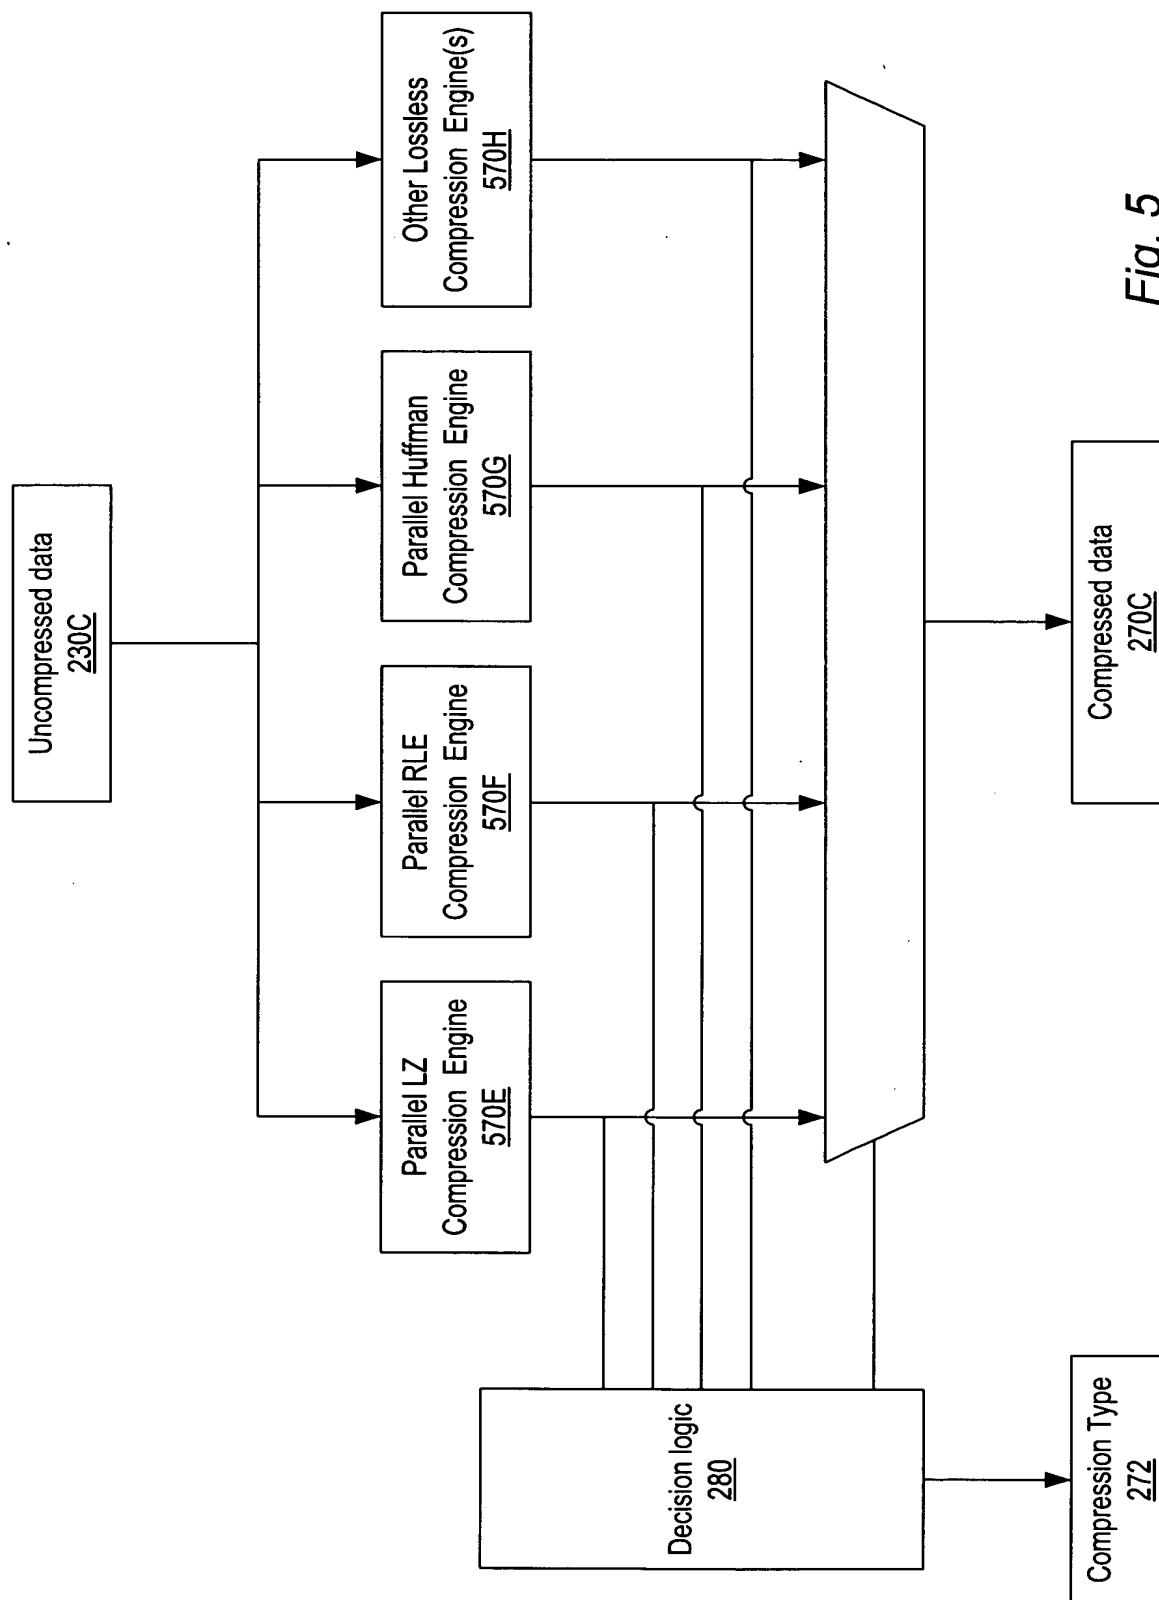 Uncompressed data
230C
Parallel LZ
Compression Engine
570E
Parallel RLE
Compression Engine
570F
Parallel Huffman
Compression Engine
570G
Other Lossless
Compression Engine(s)
570H
Decision logic
280
Compression Type
272
Compressed data
270C
Fig. 5